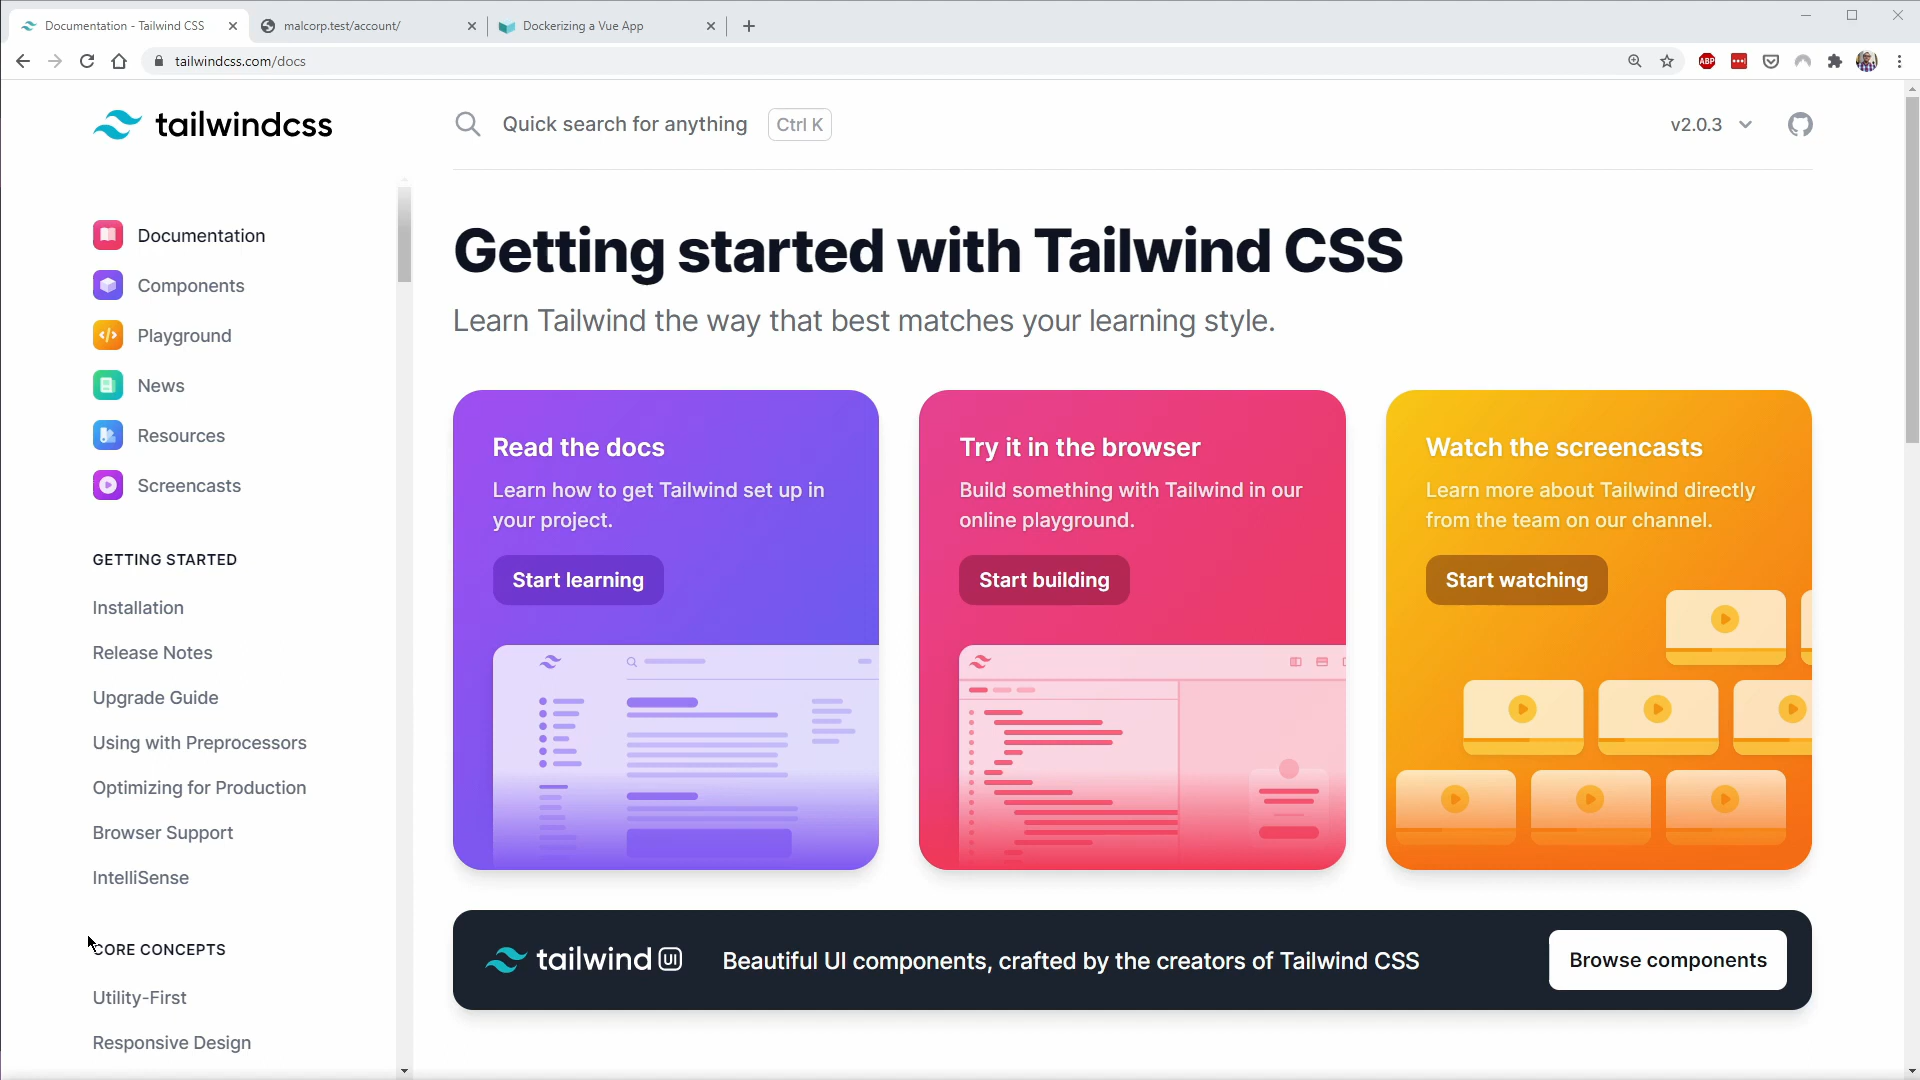 Documentation - Tailwind CSS
malcorp.test/account/
Dockerizing a Vue App
tailwindcss.com/docs
ABP
tailwindcss
Quick search for anything
Ctrl K
v2.0.3
Documentation
Components
Playground
News
Resources
Screencasts
GETTING STARTED
Installation
Release Notes
Upgrade Guide
Using with Preprocessors
Optimizing for Production
Browser Support
IntelliSense
CORE CONCEPTS
Utility-First
Responsive Design
Getting started with Tailwind CSS
Learn Tailwind the way that best matches your learning style.
Read the docs
Learn how to get Tailwind set up in
your project.
Start learning
Try it in the browser
Build something with Tailwind in our
online playground.
Start building
Watch the screencasts
Learn more about Tailwind directly
from the team on our channel.
Start watching
tailwind UI
Beautiful UI components, crafted by the creators of Tailwind CSS
Browse components